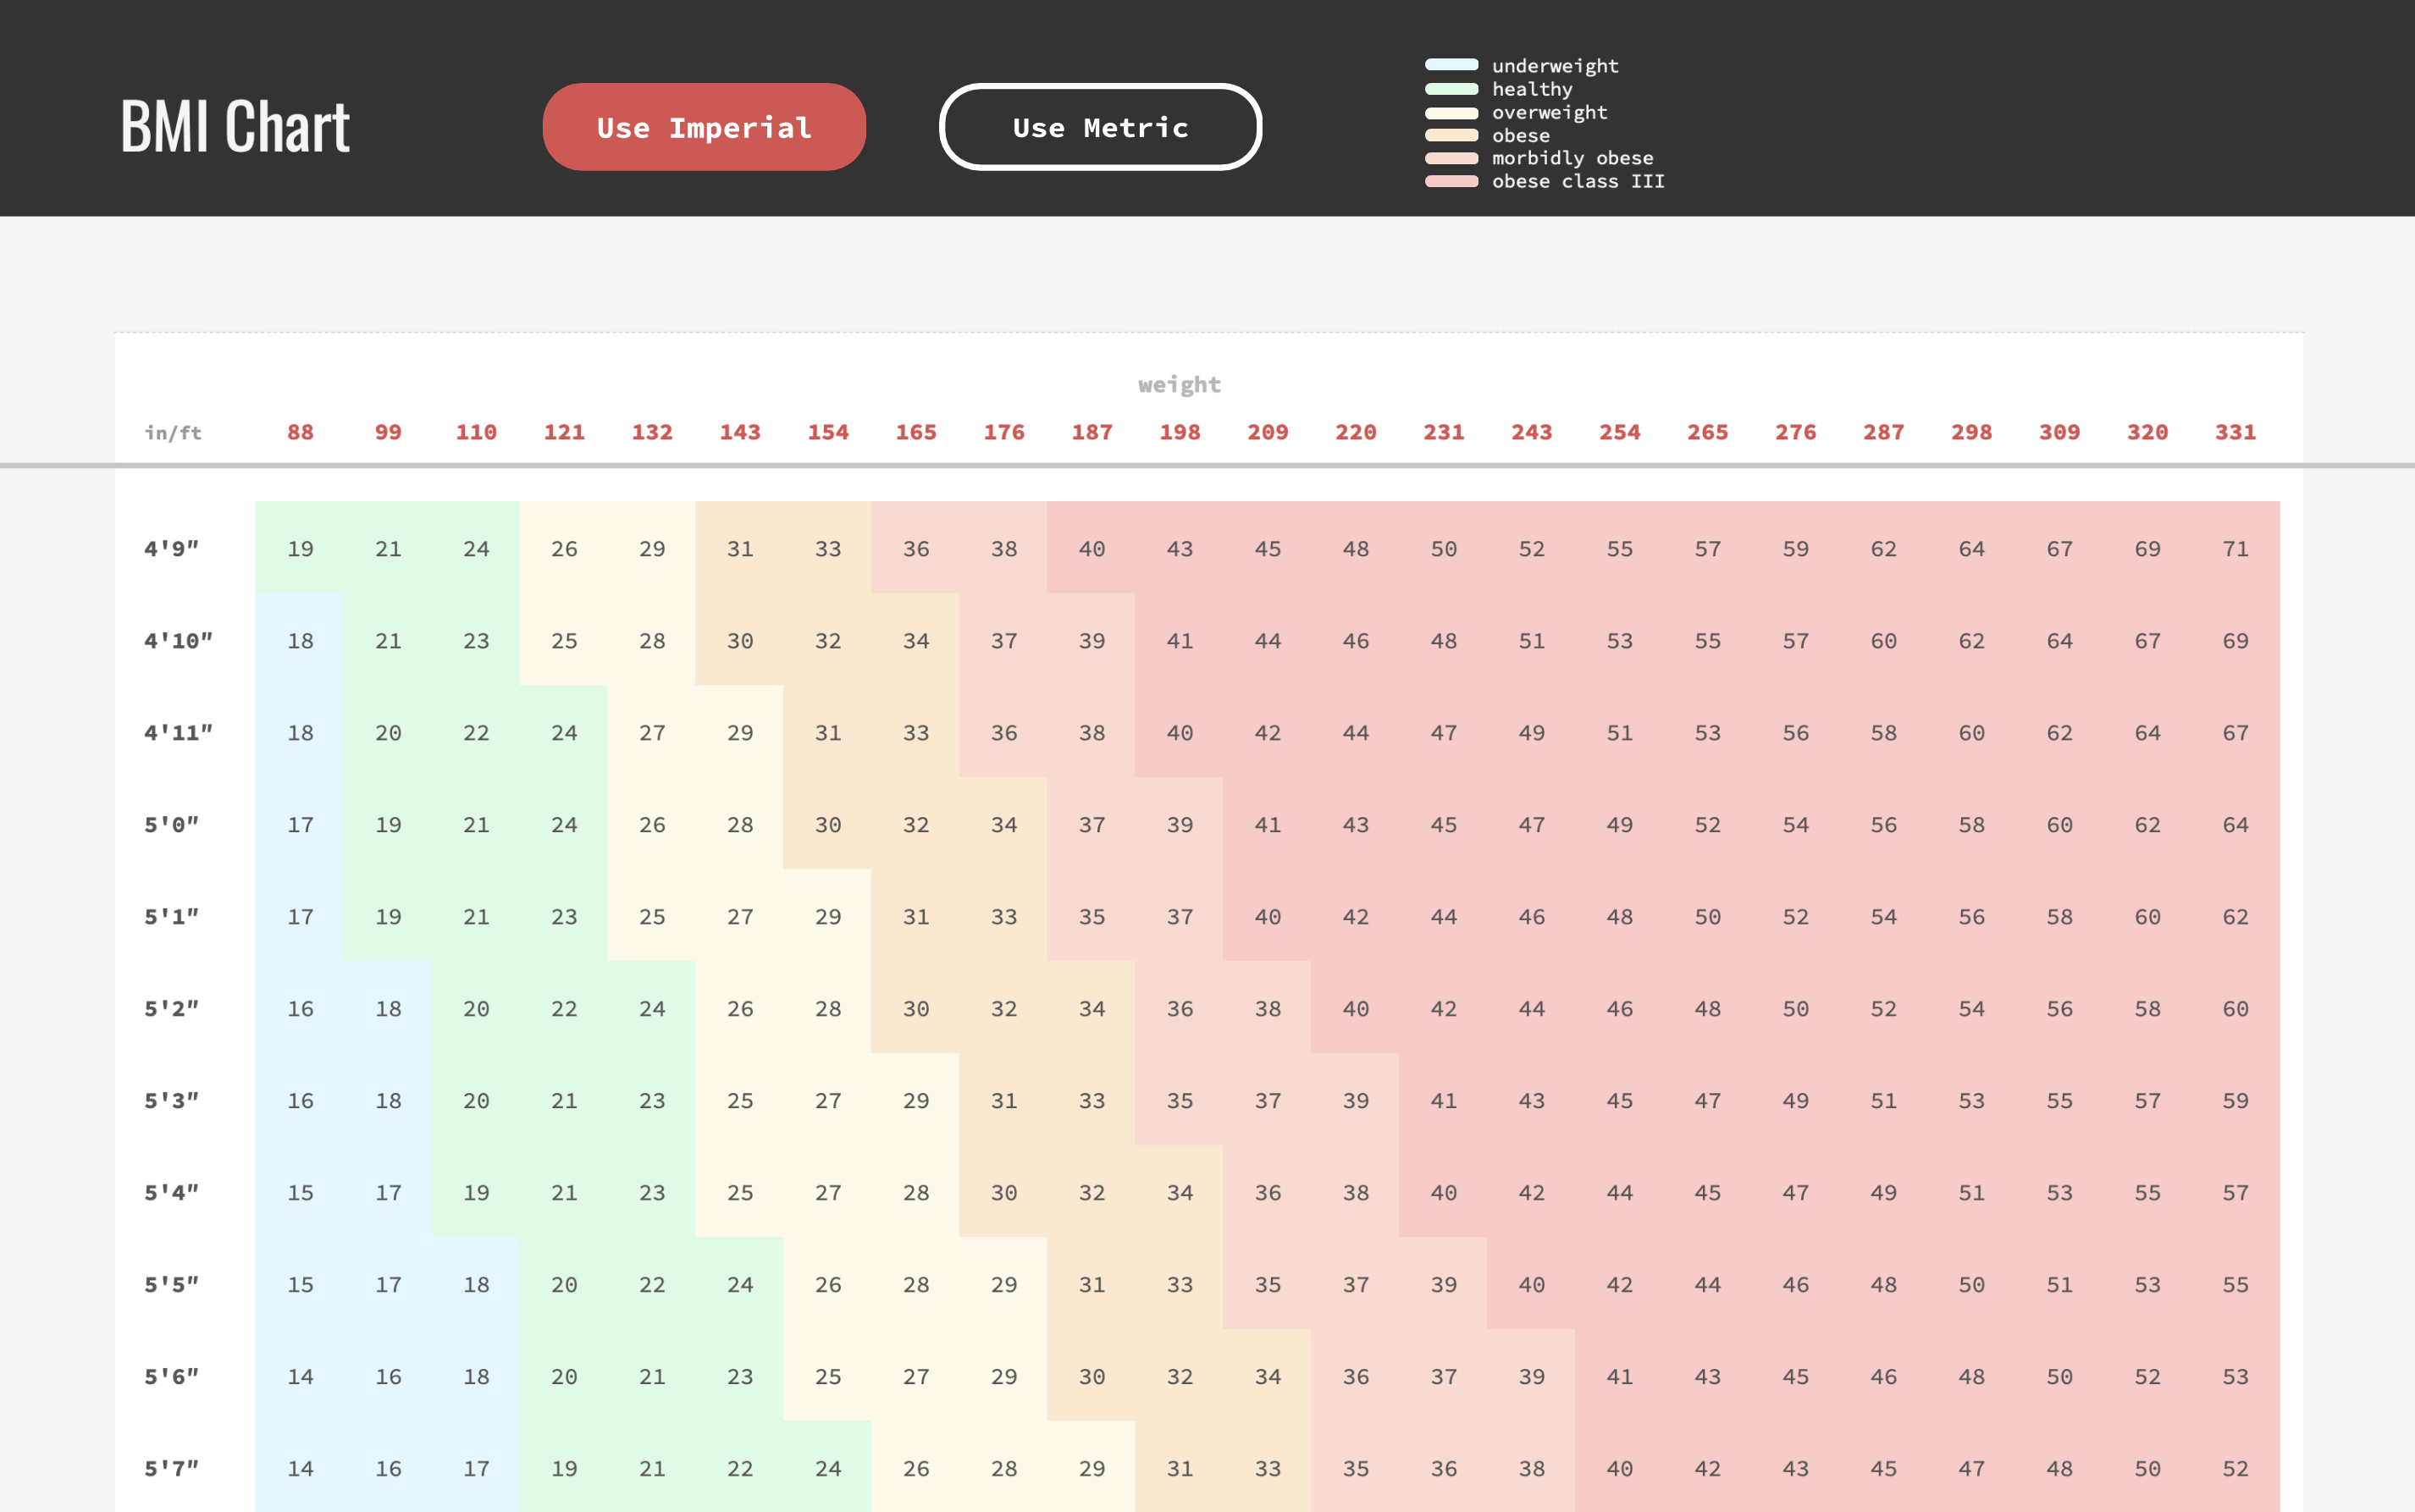 BMI Chart
Use Imperial
Use Metric
underweight
healthy
overweight
obese
morbidly obese
obese class III
weight
in/ft 88 99 110 121 132 143 154 165 176 187 198 209 220 231 243 254 265 276 287 298 309 320 331
4'9" 19 21 24 26 29 31 33 36 38 40 43 45 48 50 52 55 57 59 62 64 67 69 71
4'10" 18 21 23 25 28 30 32 34 37 39 41 44 46 48 51 53 55 57 60 62 64 67 69
4'11" 18 20 22 24 27 29 31 33 36 38 40 42 44 47 49 51 53 56 58 60 62 64 67
5'0" 17 19 21 24 26 28 30 32 34 37 39 41 43 45 47 49 52 54 56 58 60 62 64
5'1" 17 19 21 23 25 27 29 31 33 35 37 40 42 44 46 48 50 52 54 56 58 60 62
5'2" 16 18 20 22 24 26 28 30 32 34 36 38 40 42 44 46 48 50 52 54 56 58 60
5'3" 16 18 20 21 23 25 27 29 31 33 35 37 39 41 43 45 47 49 51 53 55 57 59
5'4" 15 17 19 21 23 25 27 28 30 32 34 36 38 40 42 44 45 47 49 51 53 55 57
5'5" 15 17 18 20 22 24 26 28 29 31 33 35 37 39 40 42 44 46 48 50 51 53 55
5'6" 14 16 18 20 21 23 25 27 29 30 32 34 36 37 39 41 43 45 46 48 50 52 53
5'7" 14 16 17 19 21 22 24 26 28 29 31 33 35 36 38 40 42 43 45 47 48 50 52